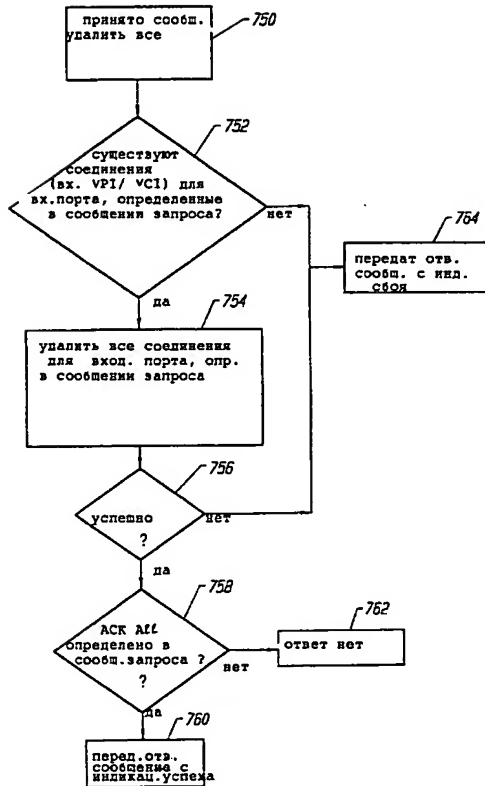 принято сообщ.
удалить все
750
752
существуют
соединения
(вх. VPI/ VCI) для
вх.порта, определенные
в сообщении запроса?
нет
764
передат отв.
сообщ. с инд.
сбоя
да
754
удалить все соединения
для вход. порта, опр.
в сообщении запроса
756
успешно
?
нет
да
758
ACK All
определено в
сообщ.запроса ?
?
нет
762
ответ нет
да
760
перед.отв.
сообщение с
индикац.успеха